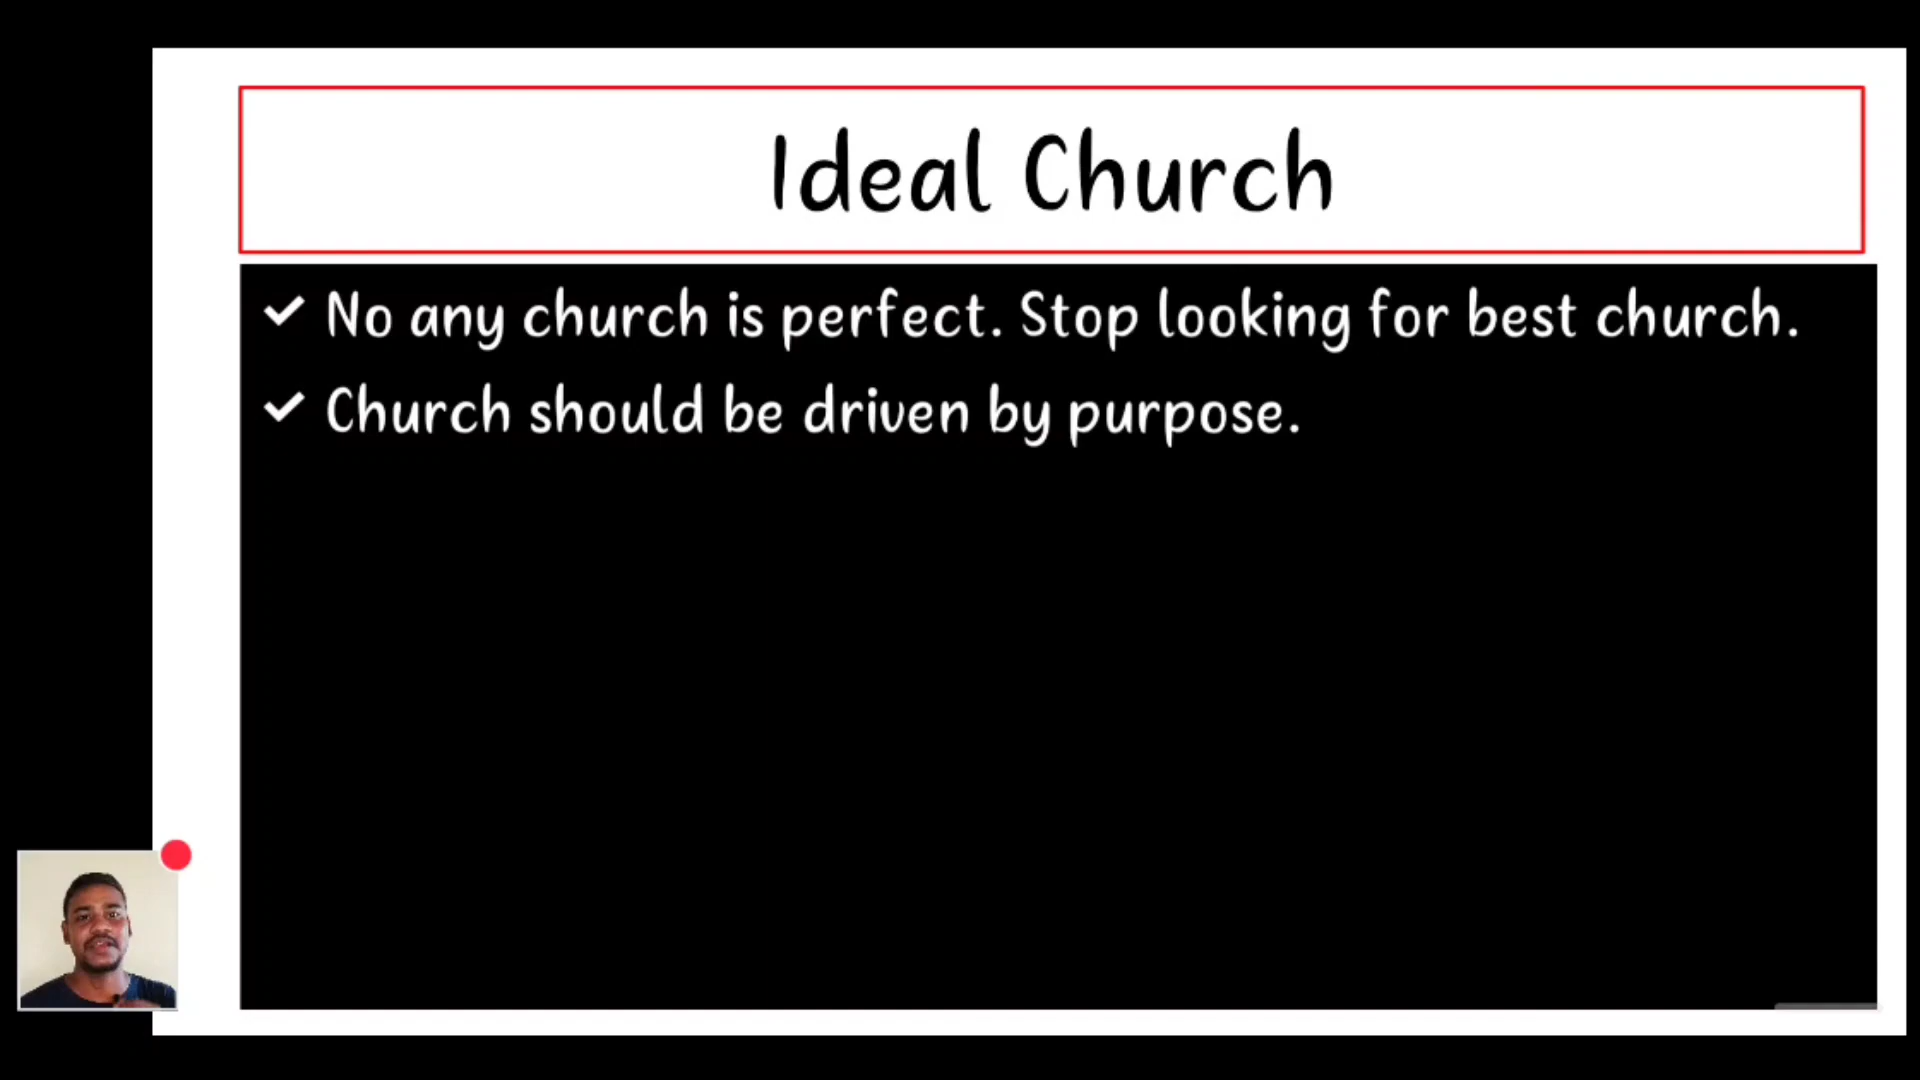 Ideal Church
✓ No any church is perfect. Stop looking for best church.
✓ Church should be driven by purpose.